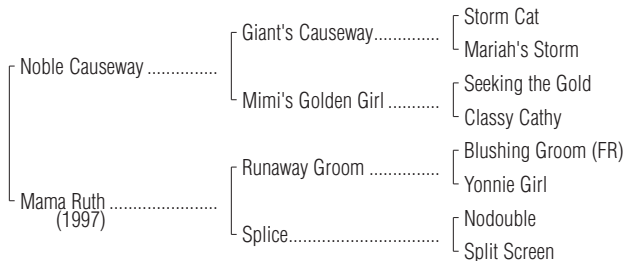 Storm Cat
Giant's Causeway..............
Mariah's Storm
Noble Causeway ...............
Seeking the Gold
Mimi's Golden Girl ...........
Classy Cathy
Blushing Groom (FR)
Runaway Groom ...............
Yonnie Girl
Mama Ruth .......................
(1997)
Nodouble
Splice................................
Split Screen